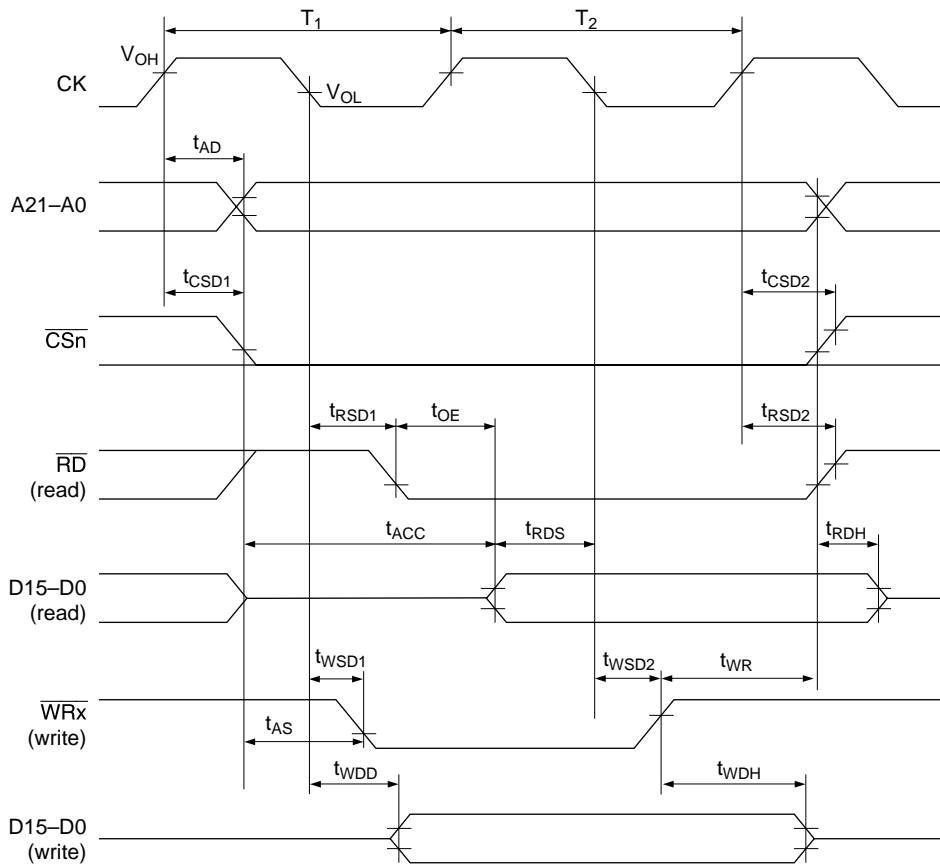 T1 T2
VOH
CK VOL
tAD
A21–A0
tCSD1 tCSD2
CSn
tRSD1 tOE tRSD2
RD
(read)
tACC tRDS tRDH
D15–D0
(read)
tWSD1 tWSD2 tWR
WRx
(write)
tAS
tWDD tWDH
D15–D0
(write)